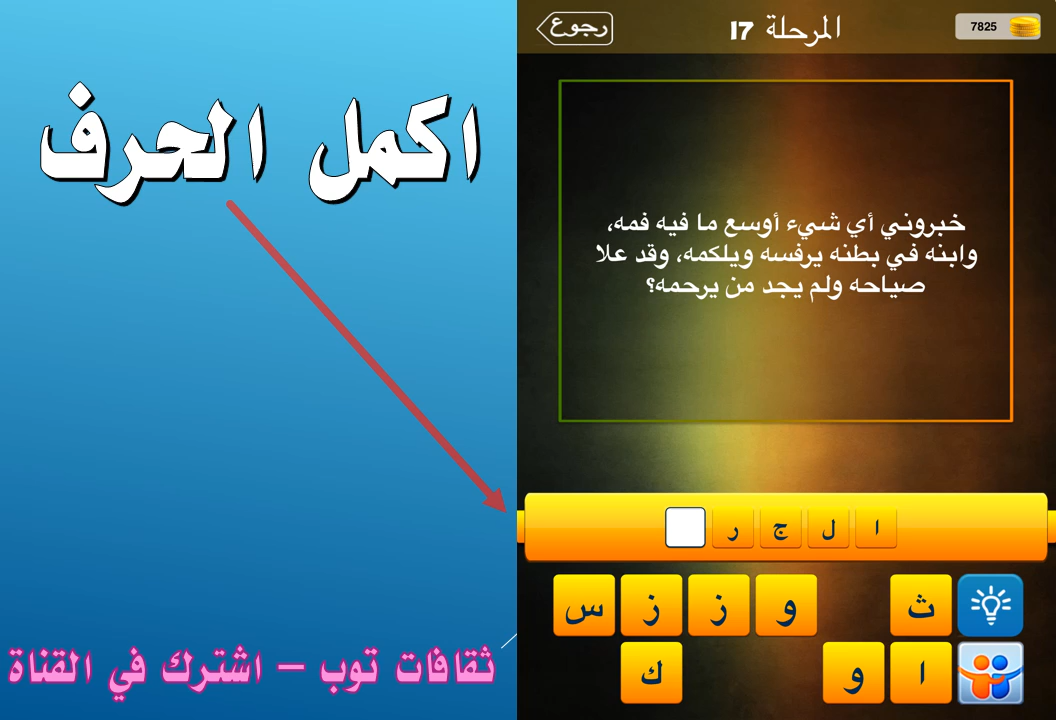 رجوع
المرحلة 17
7825
اكمل الحرف
خبروني أي شيء أوسع ما فيه فمه،
وابنه في بطنه يرفسه ويلكمه، وقد علا
صياحه ولم يجد من يرحمه؟
ا ل ج ر
ث و ز ز س
ا و ك
ثقافات توب – اشترك في القناة